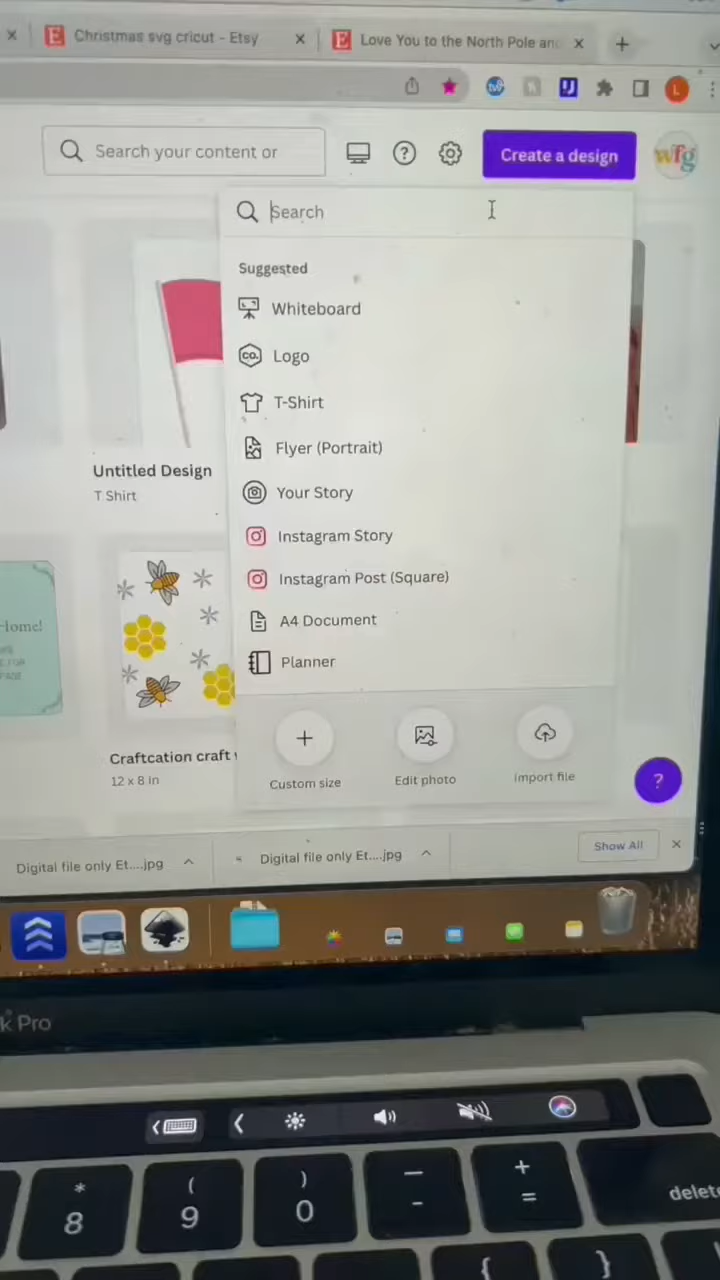 Christmas svg cricut - Etsy
Love You to the North Pole and
L
Search your content or
Create a design
wfg
Search
Suggested
Whiteboard
CO.
Logo
T-Shirt
Flyer (Portrait)
Your Story
Instagram Story
Instagram Post (Square)
A4 Document
Planner
Untitled Design
T Shirt
Home!
Craftcation craft
12 x 8 in
Custom size
Edit photo
Import file
?
Digital file only Et....jpg
Digital file only Et....jpg
Show All
k Pro
* ( ) — +
8 9 0 - =
delete
{ }